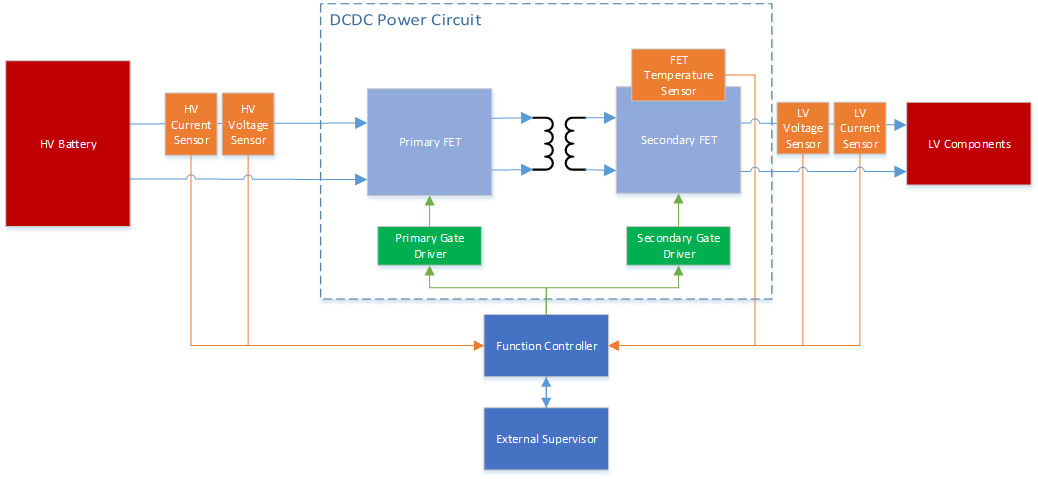 DCDC Power Circuit
FET
Temperature
Sensor
HV
Current
Sensor
HV
Voltage
Sensor
LV
Voltage
Sensor
LV
Current
Sensor
HV Battery
Primary FET
Secondary FET
LV Components
Primary Gate
Driver
Secondary Gate
Driver
Function Controller
External Supervisor